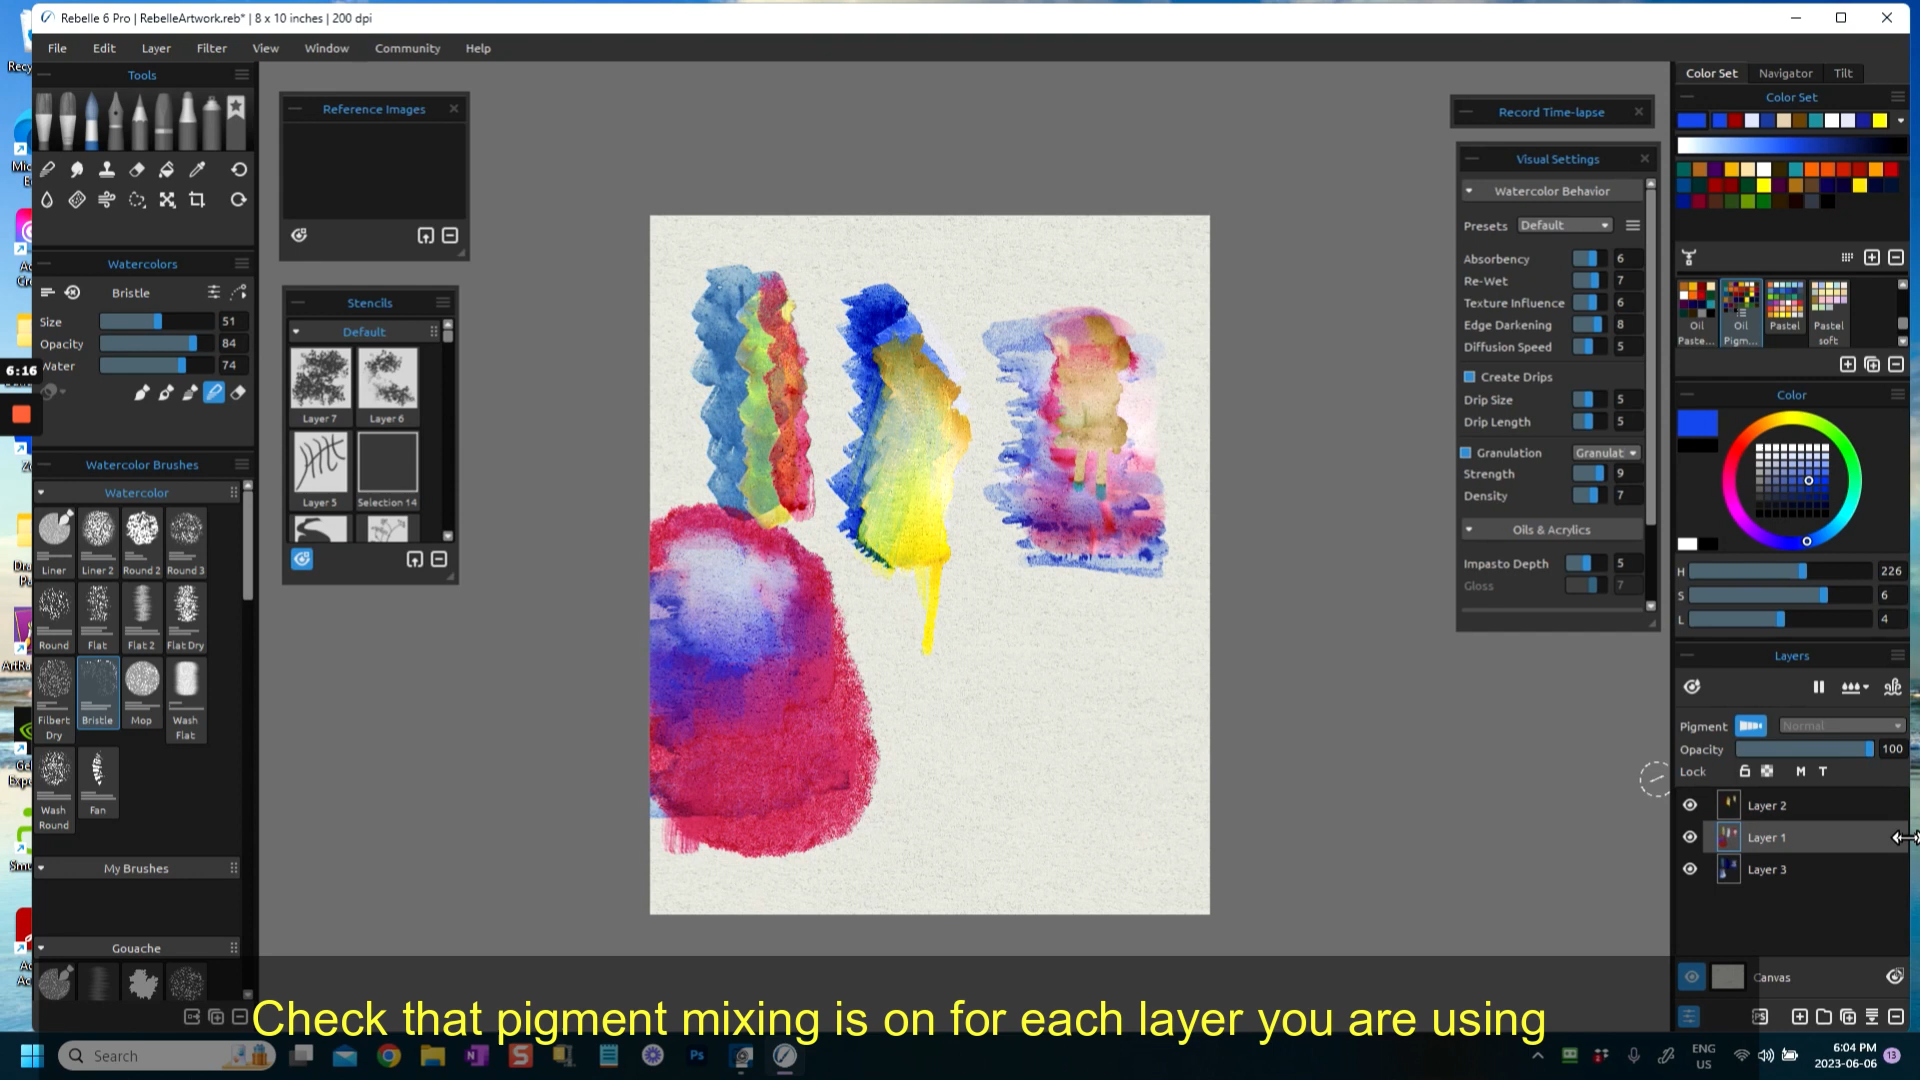 Rebelle 6 Pro | RebelleArtwork.reb* | 8 x 10 inches | 200 dpi
File Edit Layer Filter View Window Community Help
Tools
Watercolors
Bristle
Size 51
Opacity 84
Water 74
6:16
Watercolor Brushes
Watercolor
Liner Liner 2 Round 2 Round 3
Round Flat Flat 2 Flat Dry
Filbert Dry Bristle Mop Wash Flat
Wash Round Fan
My Brushes
Gouache
Reference Images
Stencils
Default
Layer 7 Layer 6
Layer 5 Selection 14
Record Time-lapse
Visual Settings
Watercolor Behavior
Presets Default
Absorbency 6
Re-Wet 7
Texture Influence 6
Edge Darkening 8
Diffusion Speed 5
Create Drips
Drip Size 5
Drip Length 5
Granulation Granulat
Strength 9
Density 7
Oils & Acrylics
Impasto Depth 5
Gloss 7
Color Set Navigator Tilt
Color Set
Oil Paste... Oil Pigm... Pastel Pastel soft
Color
H 226
S 6
L 4
Layers
Pigment Normal
Opacity 100
Lock M T
Layer 2
Layer 1
Layer 3
Canvas
Check that pigment mixing is on for each layer you are using
Search
ENG
US
6:04 PM
2023-06-06
13